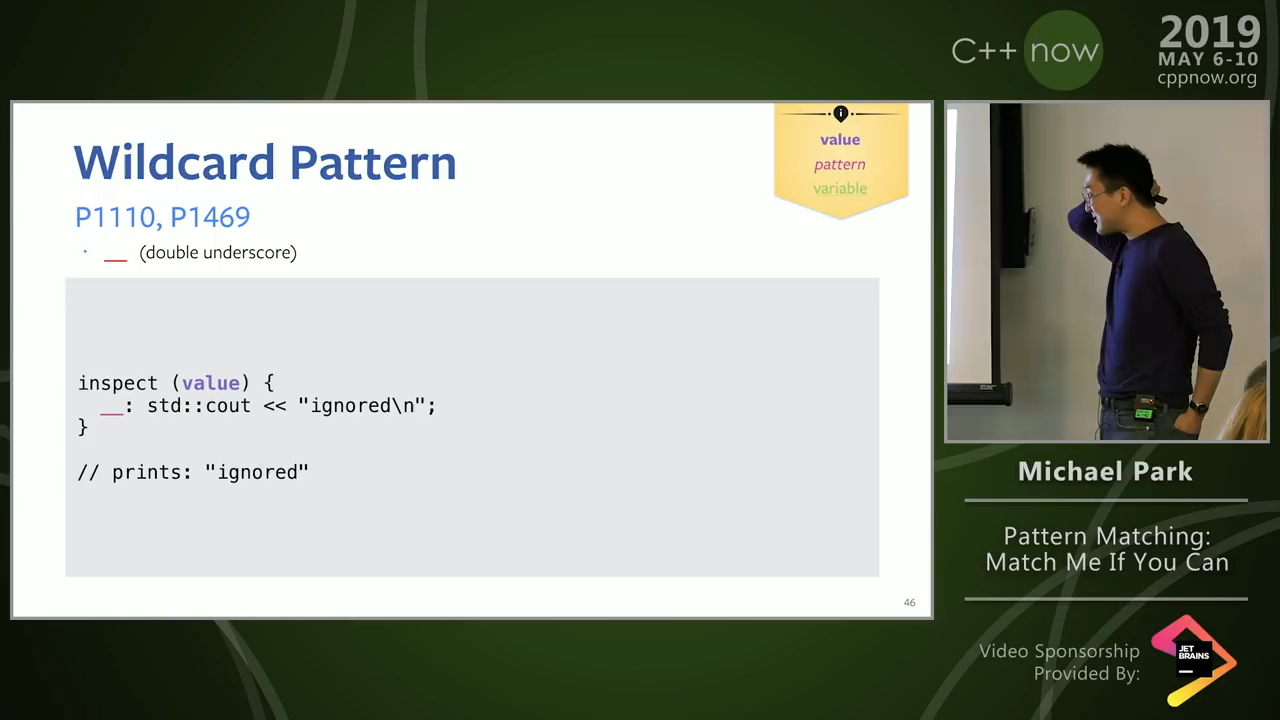 C++ now
2019
MAY 6-10
cppnow.org
value
pattern
variable
Wildcard Pattern
P1110, P1469
· __ (double underscore)
inspect (value) {
__: std::cout << "ignored\n";
}
// prints: "ignored"
46
Michael Park
Pattern Matching:
Match Me If You Can
Video Sponsorship
Provided By:
JET
BRAINS